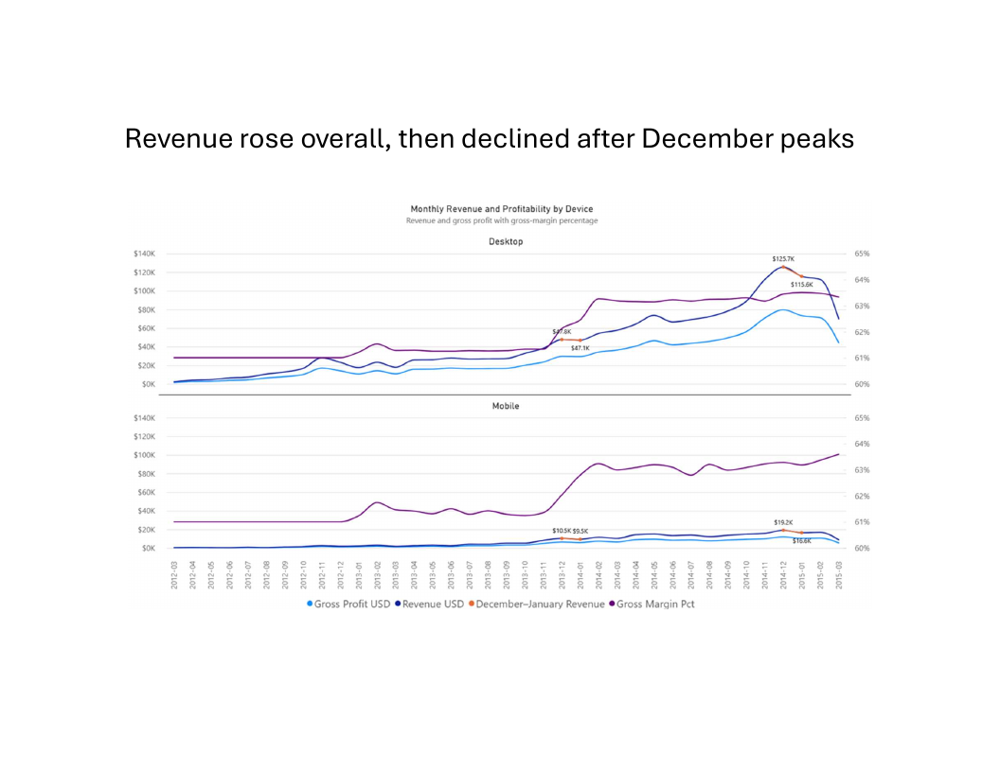 Revenue rose overall, then declined after December peaks
Monthly Revenue and Profitability by Device
Revenue and gross profit with gross-margin percentage
Desktop
$140K
$120K
$100K
$80K
$60K
$40K
$20K
$0K
65%
64%
63%
62%
61%
60%
$47.8K
$47.1K
$125.7K
$115.6K
Mobile
$140K
$120K
$100K
$80K
$60K
$40K
$20K
$0K
65%
64%
63%
62%
61%
60%
$10.5K $9.5K
$19.2K
$16.6K
2012-03
2012-04
2012-05
2012-06
2012-07
2012-08
2012-09
2012-10
2012-11
2012-12
2013-01
2013-02
2013-03
2013-04
2013-05
2013-06
2013-07
2013-08
2013-09
2013-10
2013-11
2013-12
2014-01
2014-02
2014-03
2014-04
2014-05
2014-06
2014-07
2014-08
2014-09
2014-10
2014-11
2014-12
2015-01
2015-02
2015-03
Gross Profit USD Revenue USD December–January Revenue Gross Margin Pct